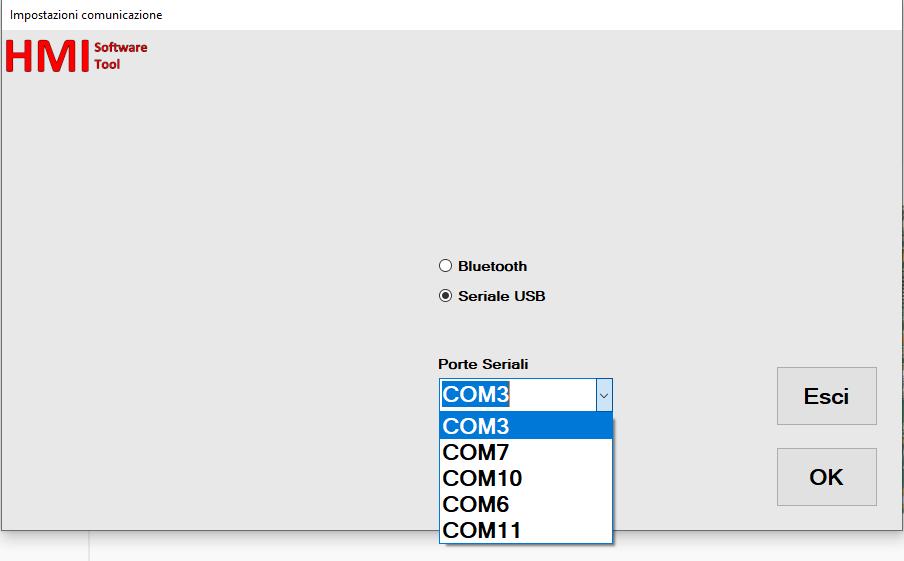 Impostazioni comunicazione
HMI Software
Tool
Bluetooth
Seriale USB
Porte Seriali
COM3
COM3
COM7
COM10
COM6
COM11
Esci
OK